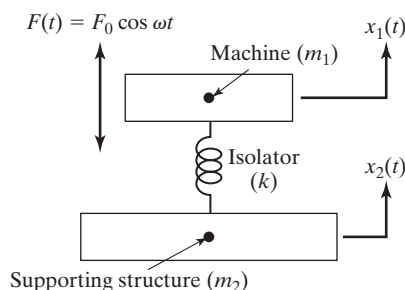 F(t) = F₀ cos ωt
x₁(t)
Machine (m₁)
Isolator
(k)
x₂(t)
Supporting structure (m₂)